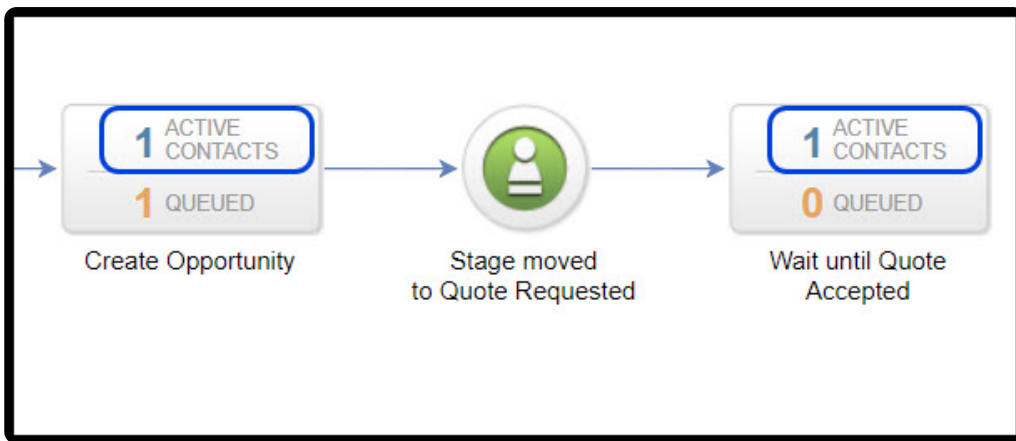 1 ACTIVE CONTACTS
1 QUEUED
Create Opportunity
Stage moved
to Quote Requested
1 ACTIVE CONTACTS
0 QUEUED
Wait until Quote
Accepted